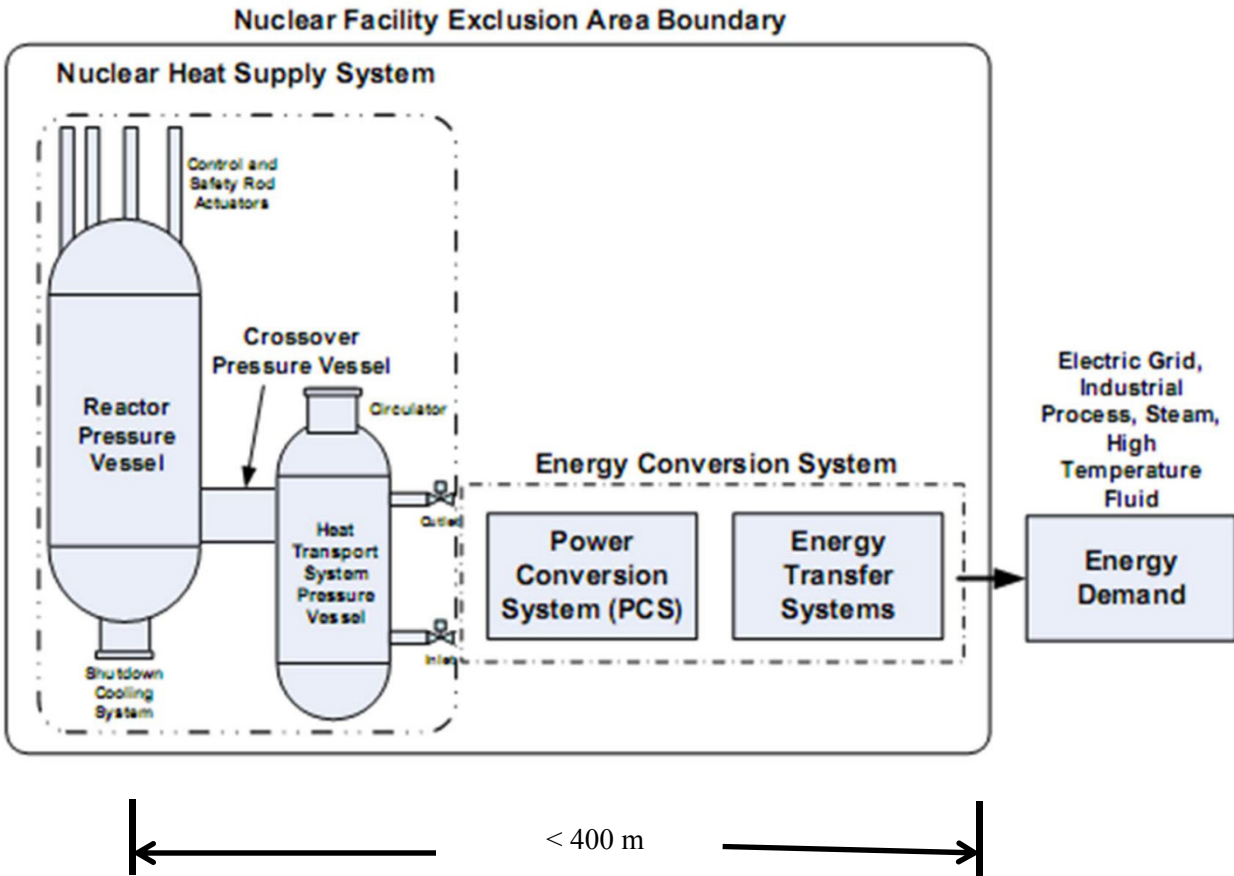 Nuclear Facility Exclusion Area Boundary
Nuclear Heat Supply System
Control and
Safety Rod
Actuators
Crossover
Pressure Vessel
Circulator
Reactor
Pressure
Vessel
Heat
Transport
System
Pressure
Vessel
Outlet
Inlet
Shutdown
Cooling
System
Energy Conversion System
Power
Conversion
System (PCS)
Energy
Transfer
Systems
Electric Grid,
Industrial
Process, Steam,
High
Temperature
Fluid
Energy
Demand
< 400 m